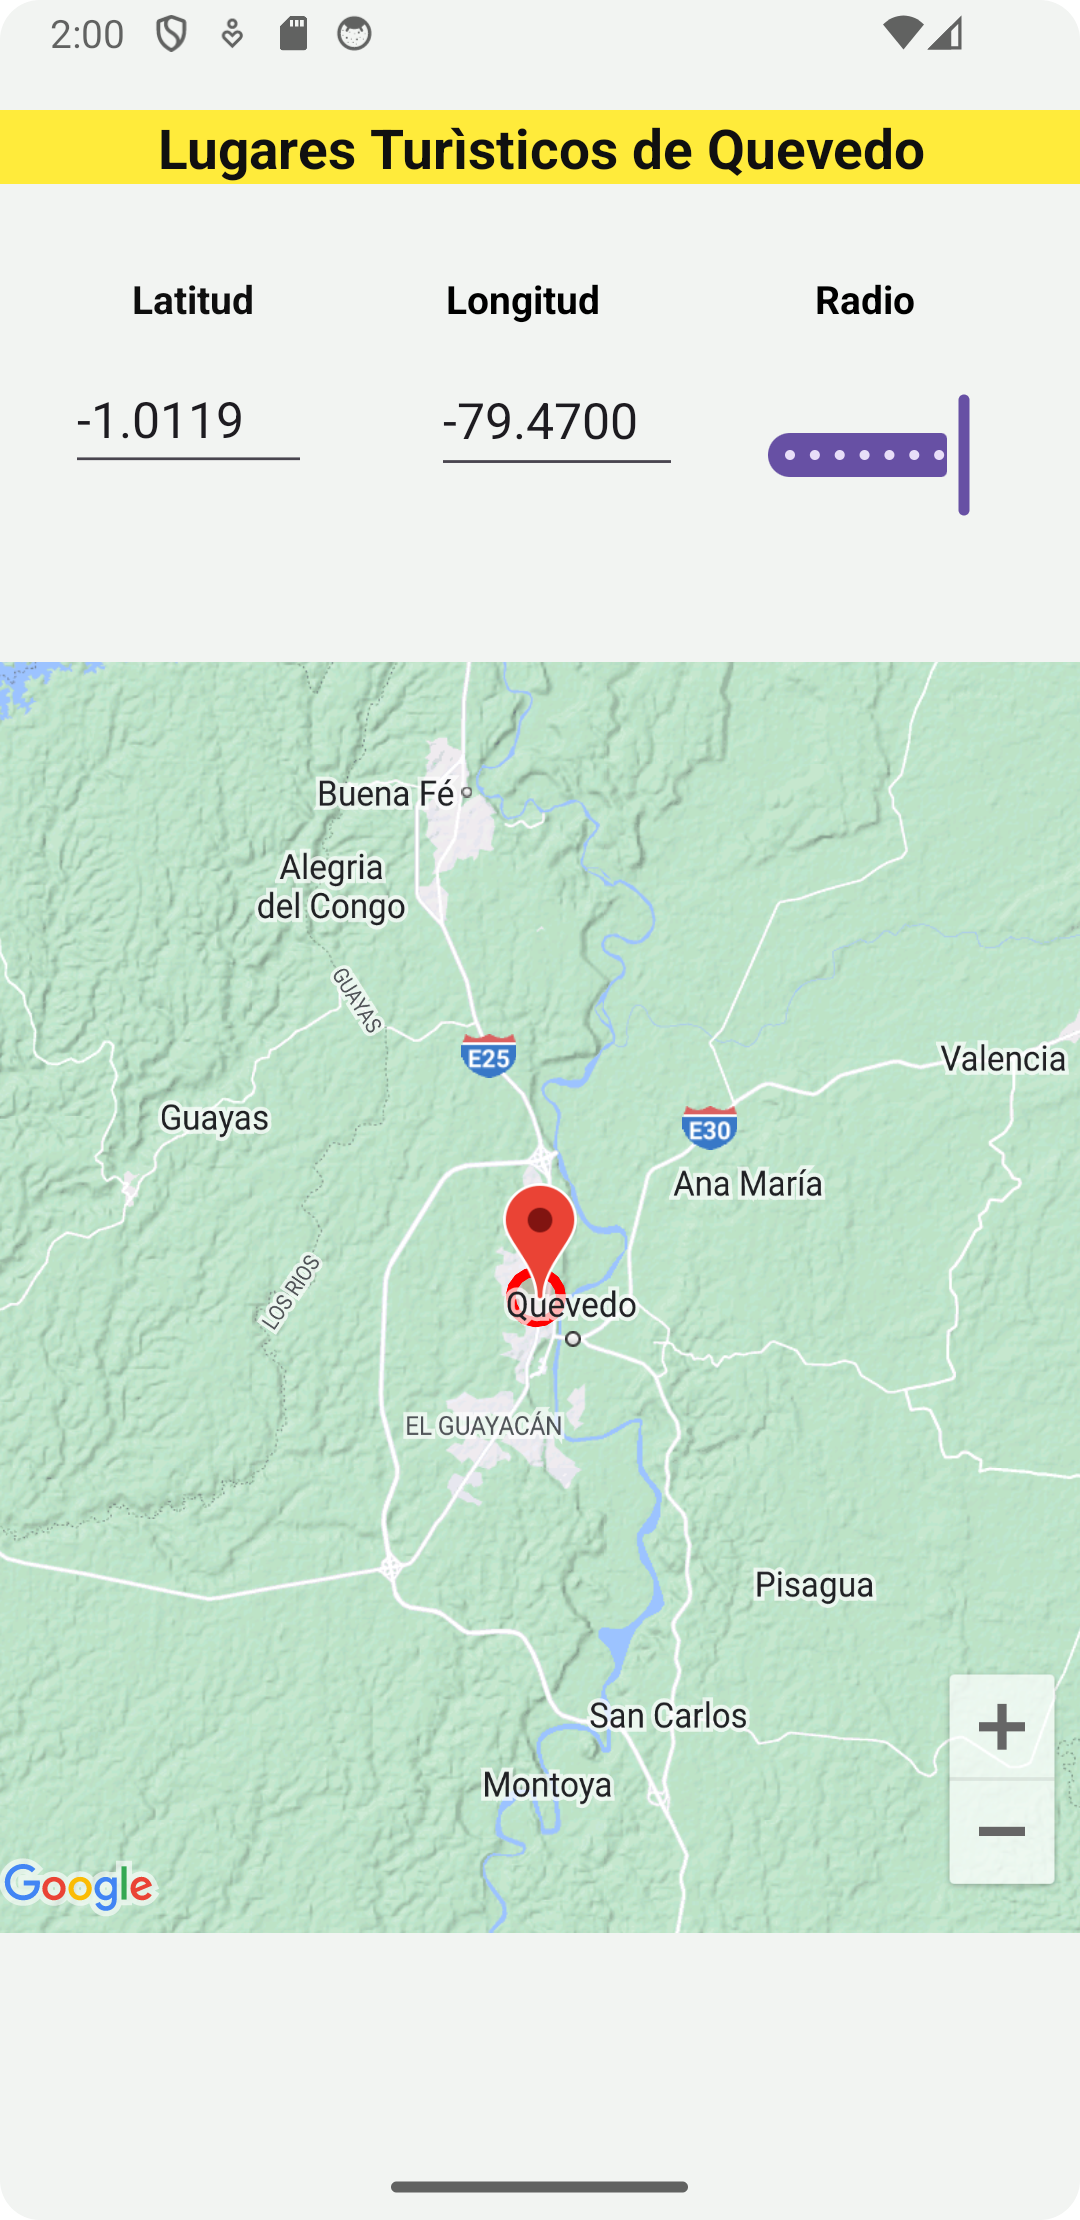 2:00
Lugares Turìsticos de Quevedo
Latitud Longitud Radio
-1.0119 -79.4700
Buena Fé
Alegria
del Congo
GUAYAS
E25
Valencia
Guayas
E30
Ana María
LOS RIOS
Quevedo
EL GUAYACÁN
Pisagua
San Carlos
Montoya
Google